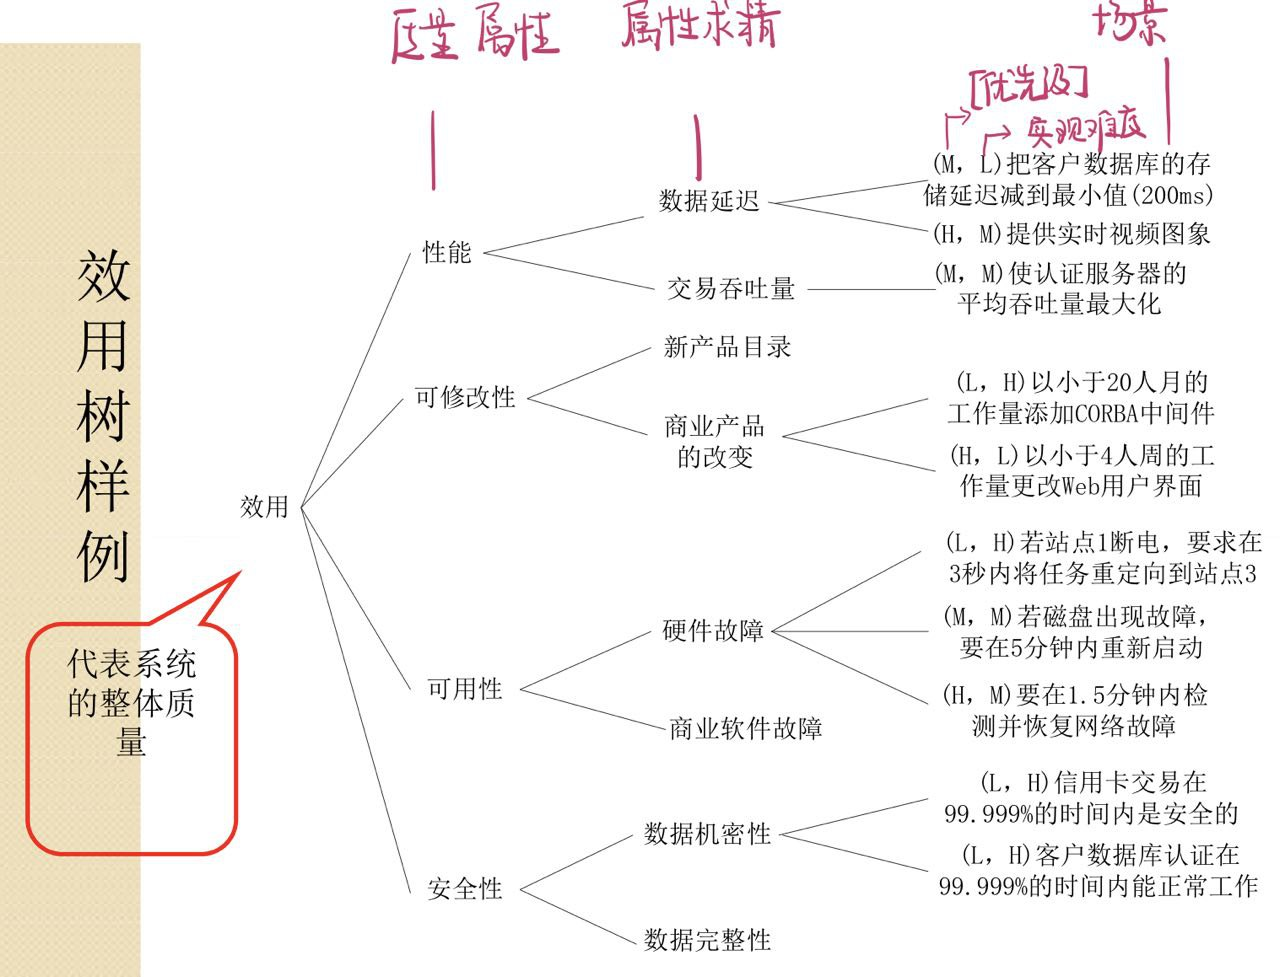 质量属性
属性求精
场景
[优先及]
实现难度
效用树样例
代表系统
的整体质
量
效用
性能
数据延迟
(M, L)把客户数据库的存
储延迟减到最小值(200ms)
(H, M)提供实时视频图象
交易吞吐量
(M, M)使认证服务器的
平均吞吐量最大化
可修改性
新产品目录
商业产品
的改变
(L, H)以小于20人月的
工作量添加CORBA中间件
(H, L)以小于4人周的工
作量更改Web用户界面
可用性
硬件故障
(L, H)若站点1断电，要求在
3秒内将任务重定向到站点3
(M, M)若磁盘出现故障，
要在5分钟内重新启动
(H, M)要在1.5分钟内检
测并恢复网络故障
商业软件故障
安全性
数据机密性
(L, H)信用卡交易在
99.999%的时间内是安全的
(L, H)客户数据库认证在
99.999%的时间内能正常工作
数据完整性